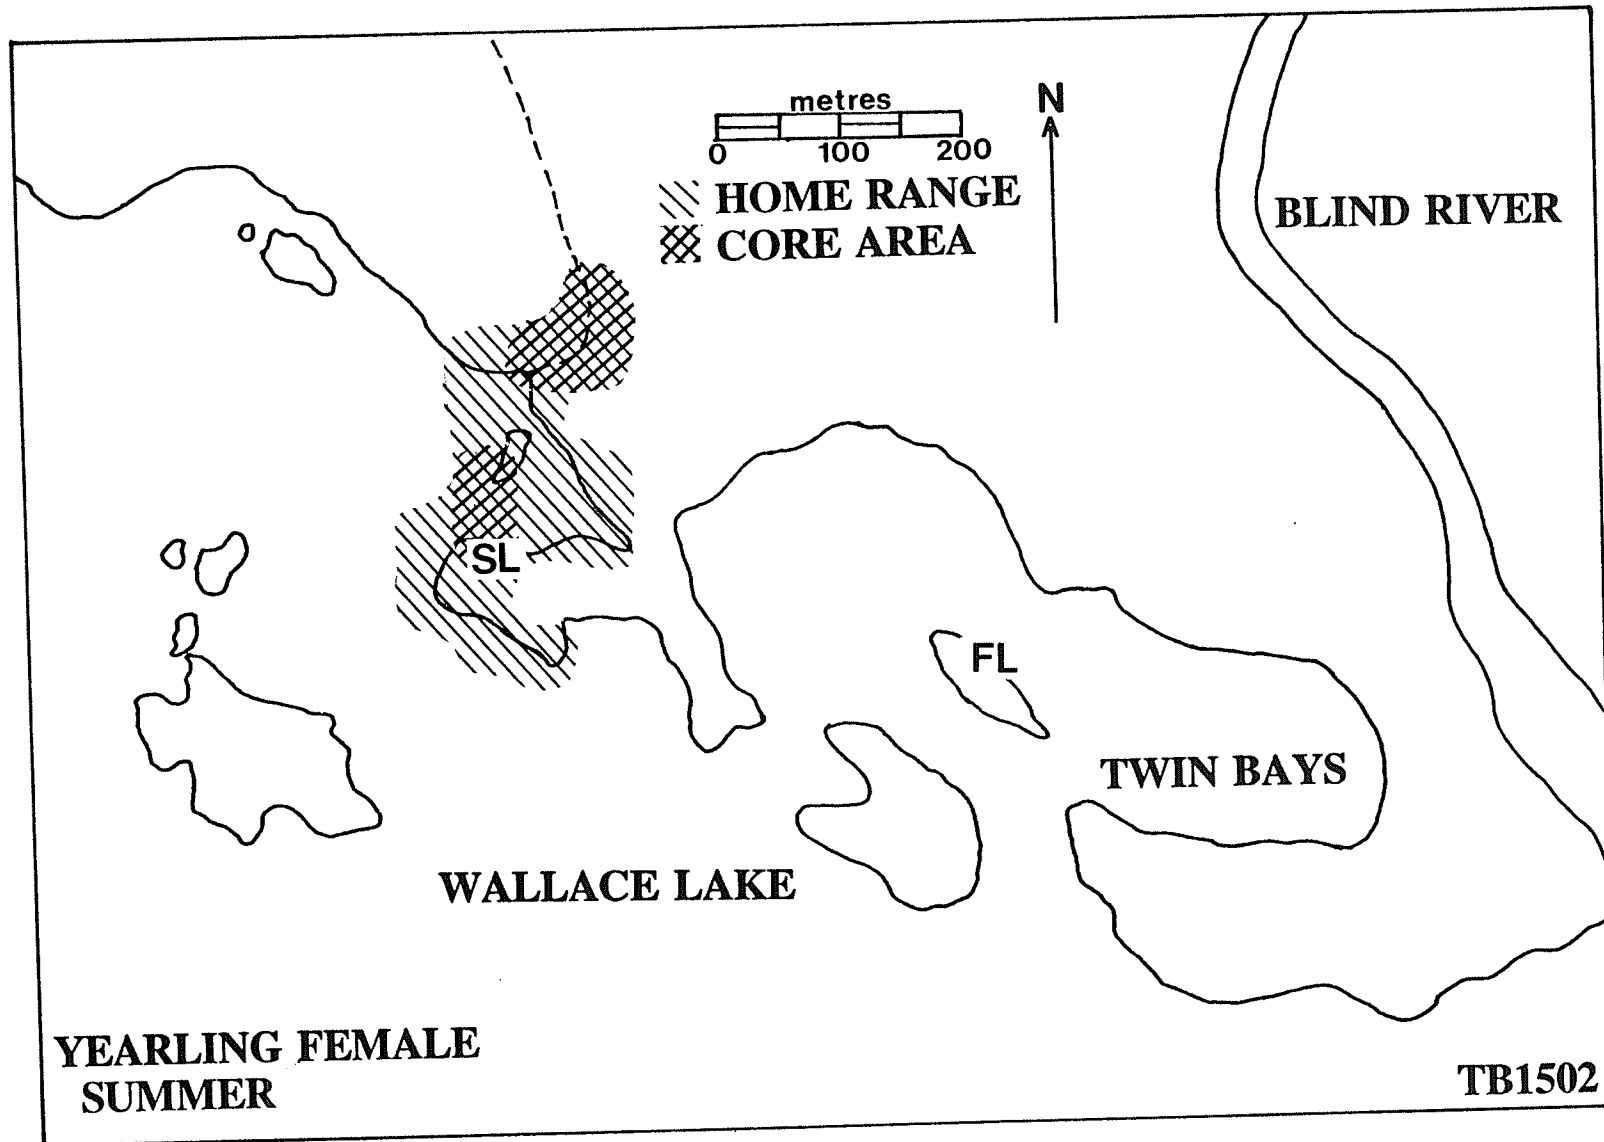 metres
N
0 100 200
HOME RANGE
BLIND RIVER
CORE AREA
SL
FL
TWIN BAYS
WALLACE LAKE
YEARLING FEMALE
SUMMER
TB1502